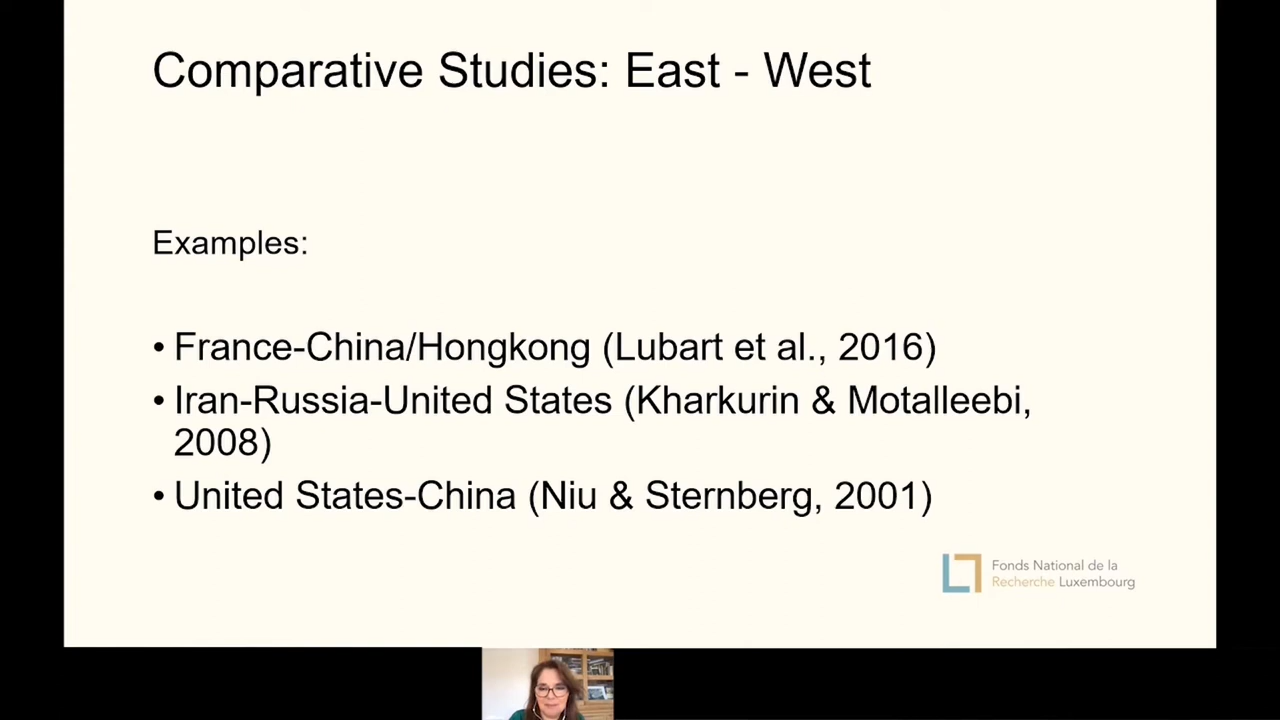 Comparative Studies: East - West
Examples:
• France-China/Hongkong (Lubart et al., 2016)
• Iran-Russia-United States (Kharkurin & Motalleebi,
2008)
• United States-China (Niu & Sternberg, 2001)
Fonds National de la
Recherche Luxembourg